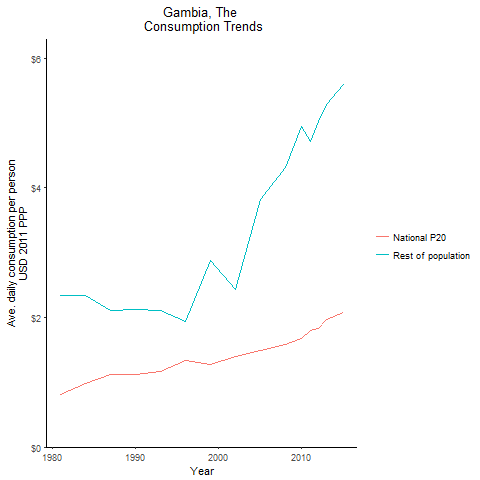 Gambia, The
Consumption Trends
Ave. daily consumption per person
USD 2011 PPP
$6
$4
$2
$0
1980
1990
2000
2010
Year
National P20
Rest of population